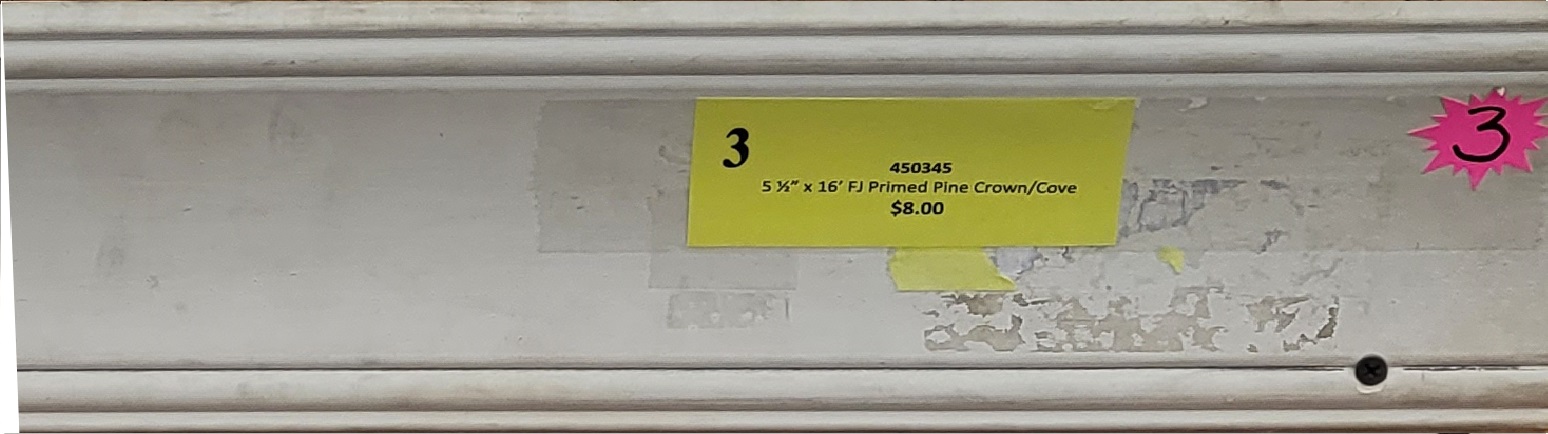 3
450345
5 ½" x 16' FJ Primed Pine Crown/Cove
$8.00
3